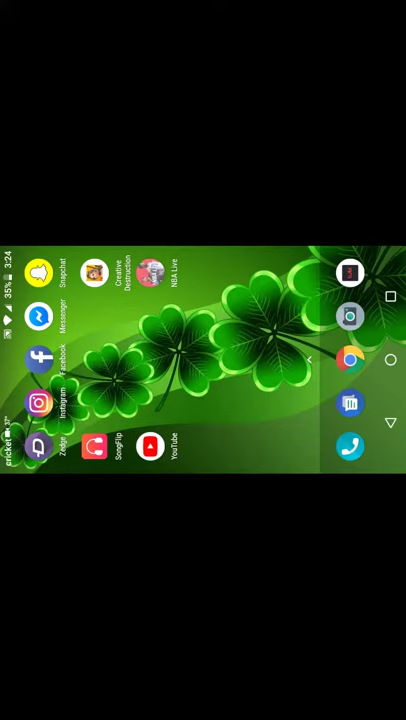 cricket 37° 35% 3:24
Zedge Instagram Facebook Messenger Snapchat
SongFlip Creative Destruction
YouTube NBA Live